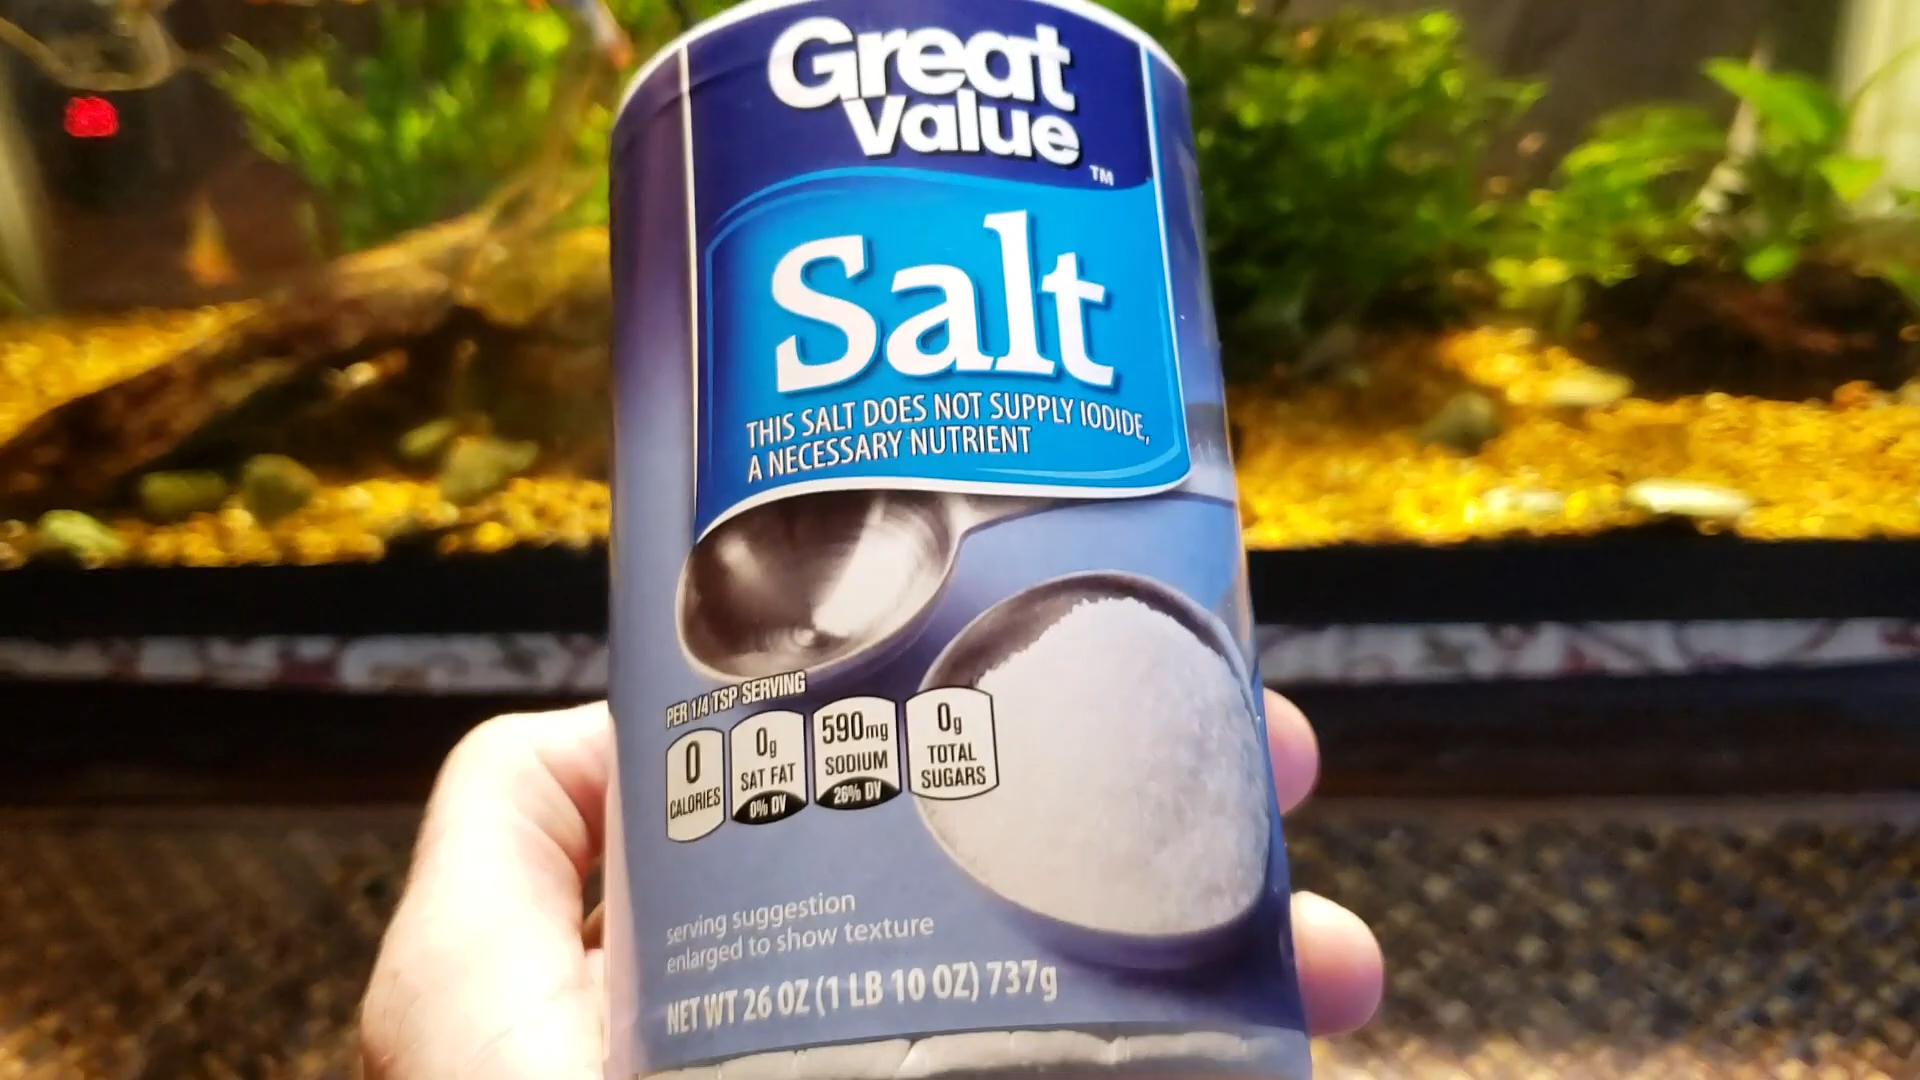 Great
Value
TM
Salt
THIS SALT DOES NOT SUPPLY IODIDE,
A NECESSARY NUTRIENT
PER 1/4 TSP SERVING
0
CALORIES
0g
SAT FAT
0% DV
590mg
SODIUM
26% DV
0g
TOTAL
SUGARS
serving suggestion
enlarged to show texture
NET WT 26 OZ (1 LB 10 OZ) 737g